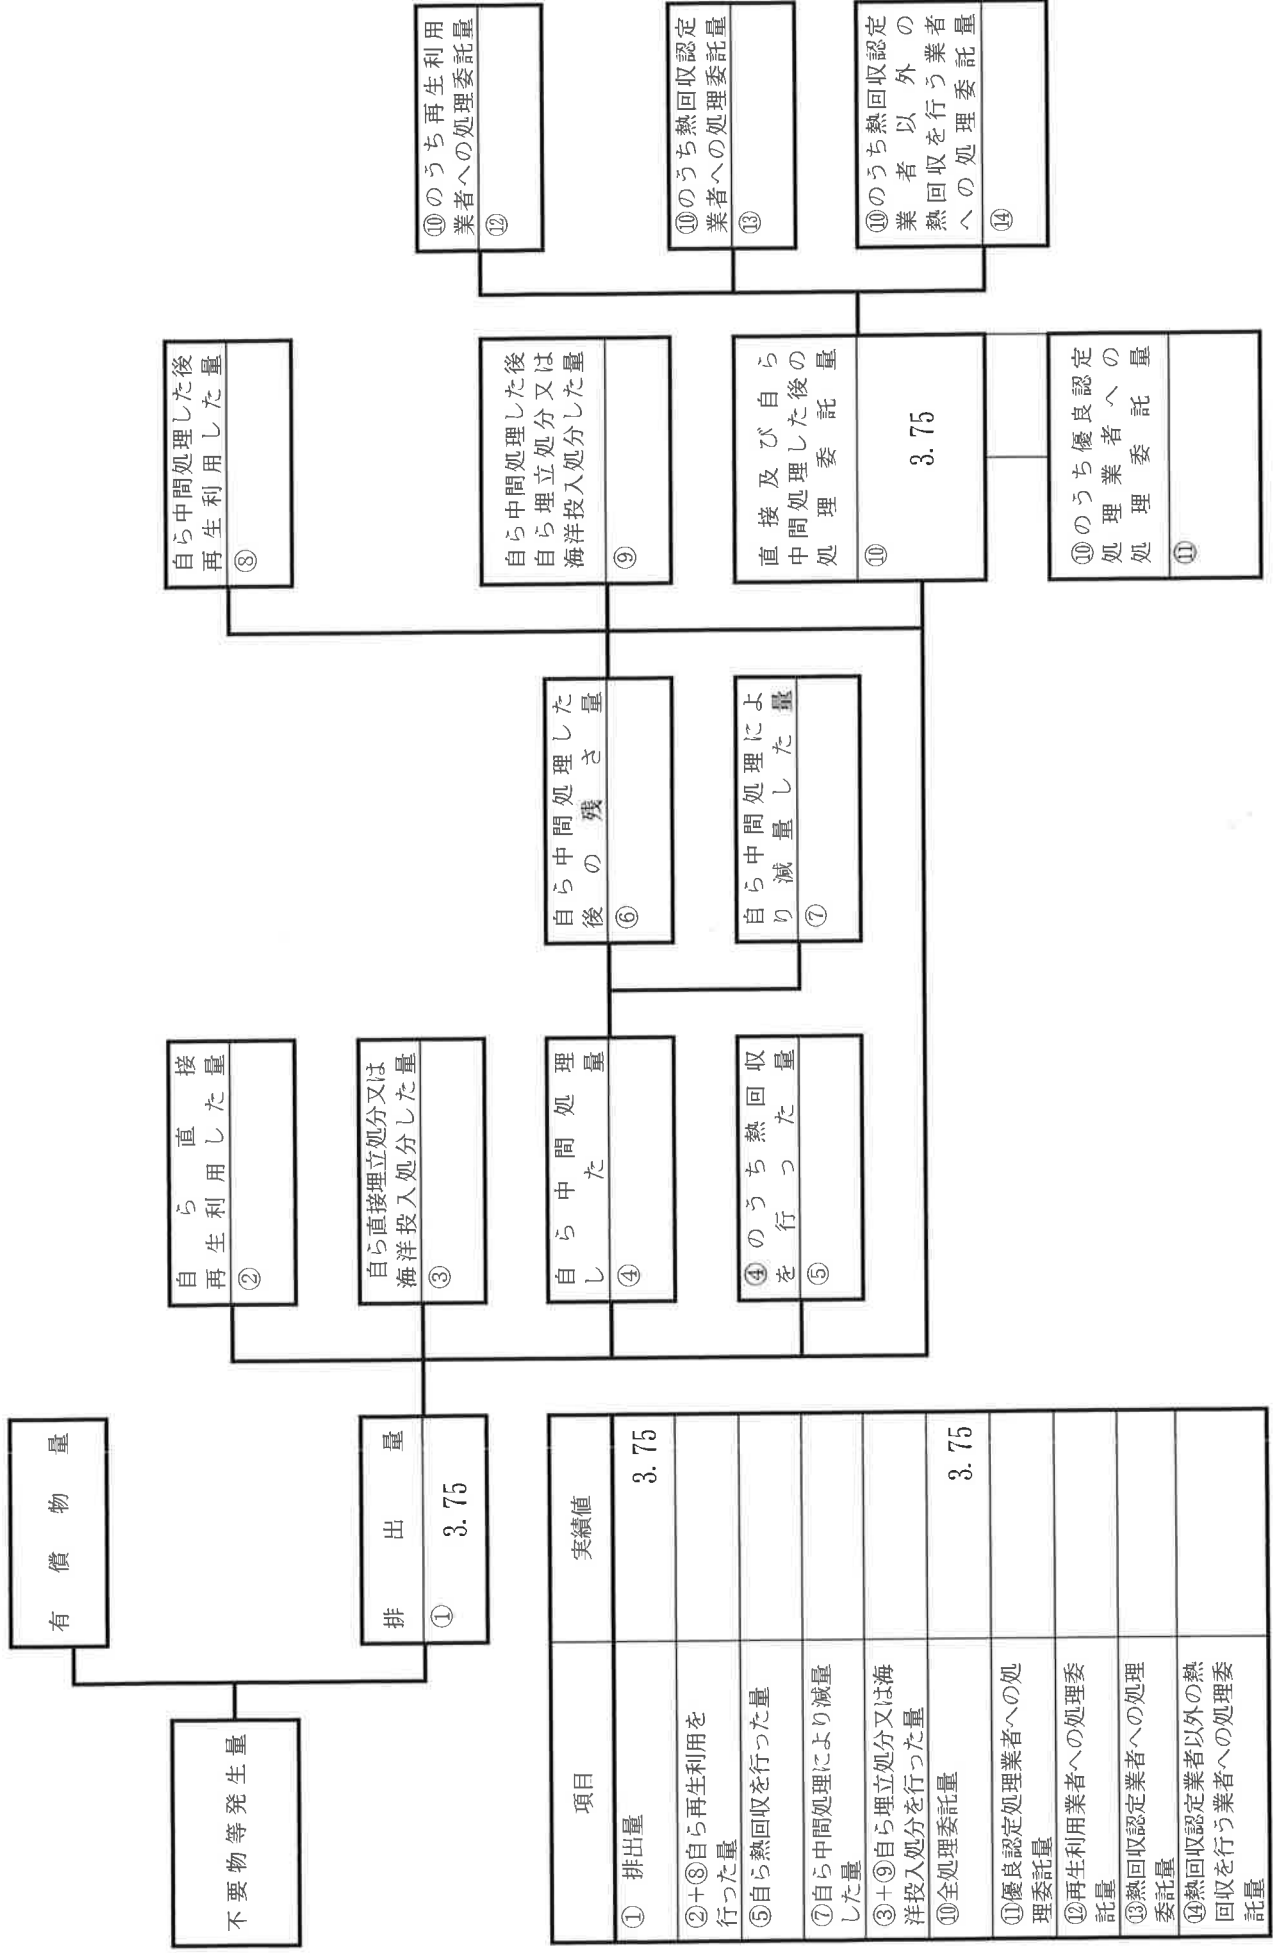 不要物等発生量
有償物量
排出量
① 3.75
自ら直接
再生利用した量
②
自ら直接埋立処分又は
海洋投入処分した量
③
自ら中間処理
した量
④
④のうち熱回収
を行った量
⑤
自ら中間処理した
後の残さ量
⑥
自ら中間処理によ
り減量した量
⑦
自ら中間処理した後
再生利用した量
⑧
自ら中間処理した後
自ら埋立処分又は
海洋投入処分した量
⑨
直接及び自ら
中間処理した後の
処理委託量
⑩ 3.75
⑩のうち優良認定
処理業者への
処理委託量
⑪
⑩のうち再生利用
業者への処理委託量
⑫
⑩のうち熱回収認定
業者への処理委託量
⑬
⑩のうち熱回収認定
業者以外の
熱回収を行う業者
への処理委託量
⑭
項目 実績値
① 排出量 3.75
②+⑧自ら再生利用を
行った量
⑤自ら熱回収を行った量
⑦自ら中間処理により減量
した量
③+⑨自ら埋立処分又は海
洋投入処分を行った量
⑩全処理委託量 3.75
⑪優良認定処理業者への処
理委託量
⑫再生利用業者への処理委
託量
⑬熱回収認定業者への処理
委託量
⑭熱回収認定業者以外の熱
回収を行う業者への処理委
託量